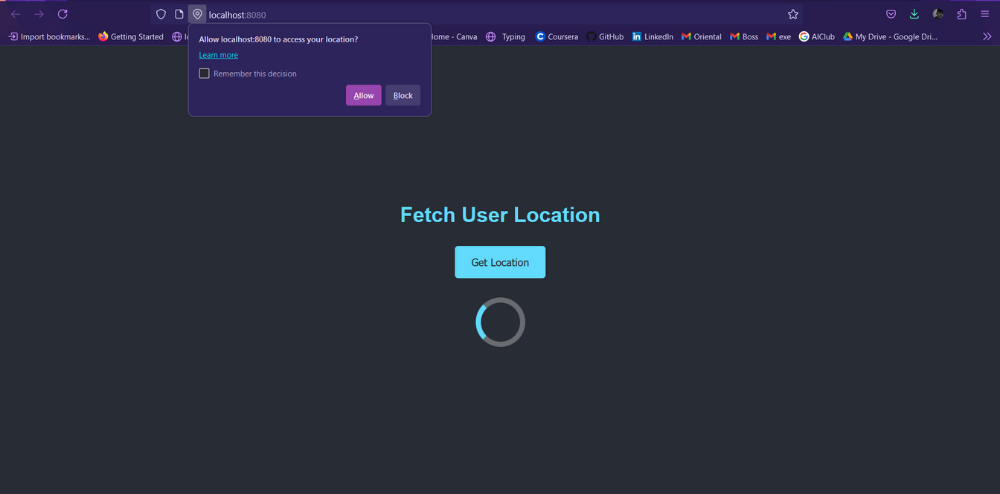 localhost:8080
Import bookmarks... Getting Started Home - Canva Typing Coursera GitHub LinkedIn Oriental Boss exe AIClub My Drive - Google Dri...
Allow localhost:8080 to access your location?
Learn more
Remember this decision
Allow Block
Fetch User Location
Get Location